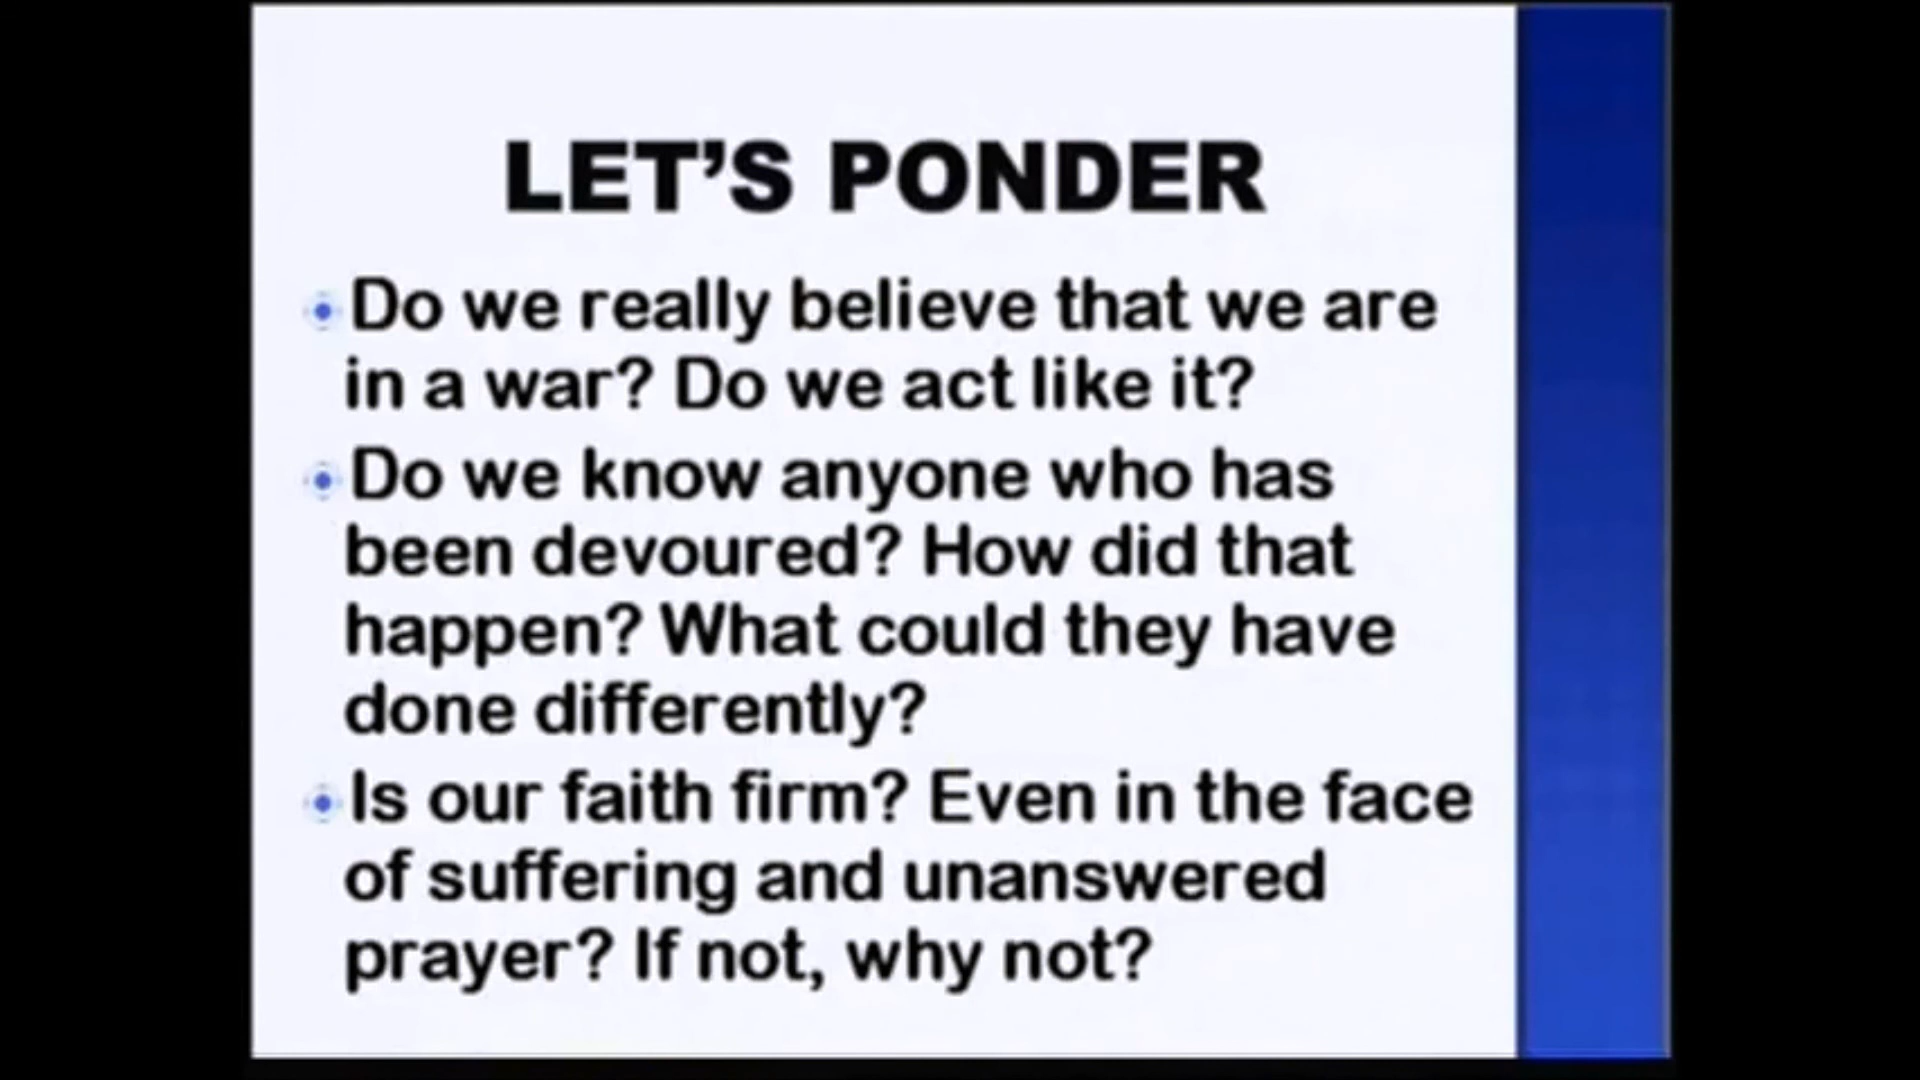 LET'S PONDER
Do we really believe that we are
in a war? Do we act like it?
Do we know anyone who has
been devoured? How did that
happen? What could they have
done differently?
Is our faith firm? Even in the face
of suffering and unanswered
prayer? If not, why not?